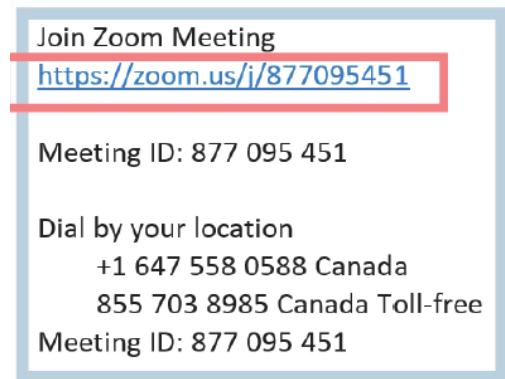 Join Zoom Meeting
https://zoom.us/j/877095451
Meeting ID: 877 095 451
Dial by your location
+1 647 558 0588 Canada
855 703 8985 Canada Toll-free
Meeting ID: 877 095 451